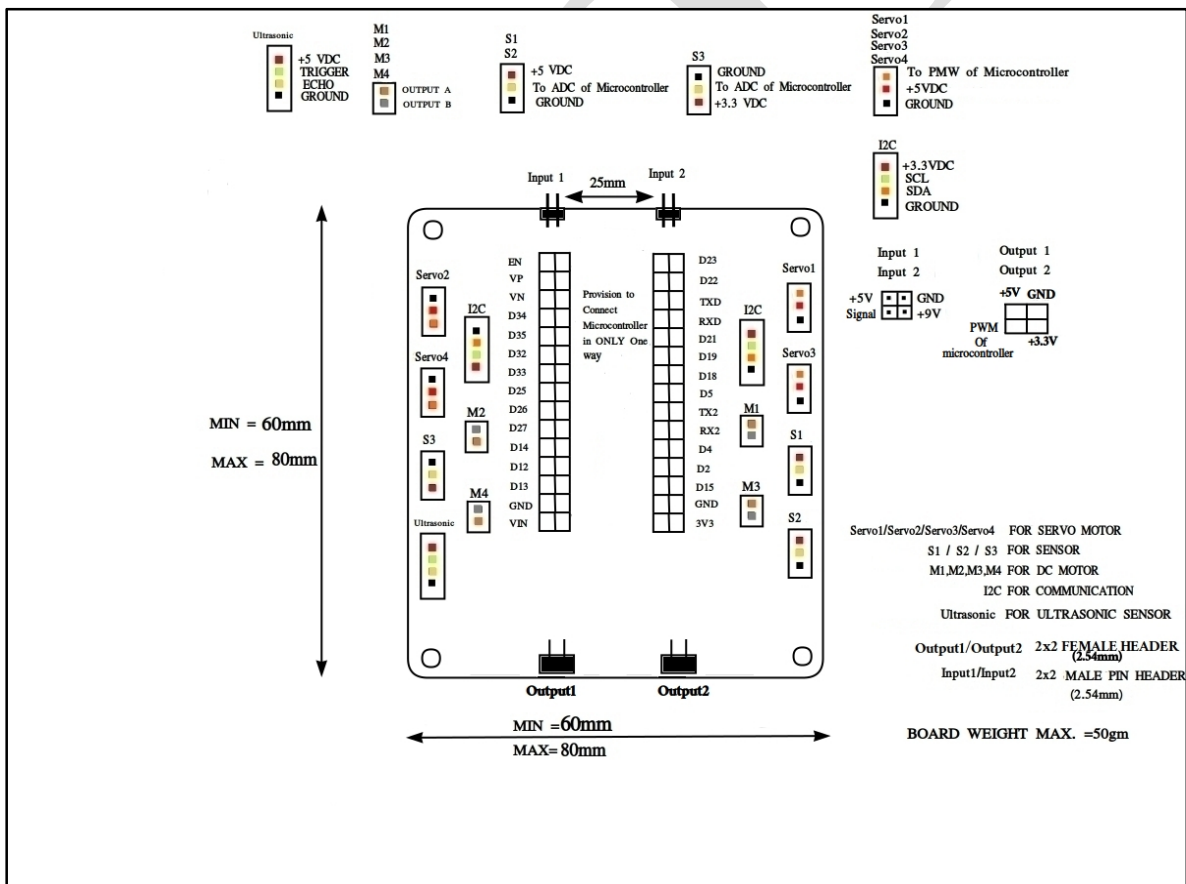 Ultrasonic
+5 VDC
TRIGGER
ECHO
GROUND
M1
M2
M3
M4
OUTPUT A
OUTPUT B
S1
S2
+5 VDC
To ADC of Microcontroller
GROUND
S3
GROUND
To ADC of Microcontroller
+3.3 VDC
Servo1
Servo2
Servo3
Servo4
To PMW of Microcontroller
+5VDC
GROUND
I2C
+3.3VDC
SCL
SDA
GROUND
Input 1
Input 2
+5V GND
Signal +9V
Output 1
Output 2
+5V GND
PWM
Of
microcontroller
+3.3V
Input 1
25mm
Input 2
MIN = 60mm
MAX = 80mm
Servo2
Servo4
S3
Ultrasonic
I2C
M2
M4
EN
VP
VN
D34
D35
D32
D33
D25
D26
D27
D14
D12
D13
GND
VIN
Provision to
Connect
Microcontroller
in ONLY One
way
D23
D22
TXD
RXD
D21
D19
D18
D5
TX2
RX2
D4
D2
D15
GND
3V3
I2C
M1
M3
Servo1
Servo3
S1
S2
Output1
Output2
MIN =60mm
MAX=80mm
Servo1/Servo2/Servo3/Servo4 FOR SERVO MOTOR
S1 / S2 / S3 FOR SENSOR
M1,M2,M3,M4 FOR DC MOTOR
I2C FOR COMMUNICATION
Ultrasonic FOR ULTRASONIC SENSOR
Output1/Output2 2x2 FEMALE HEADER
(2.54mm)
Input1/Input2 2x2 MALE PIN HEADER
(2.54mm)
BOARD WEIGHT MAX. =50gm